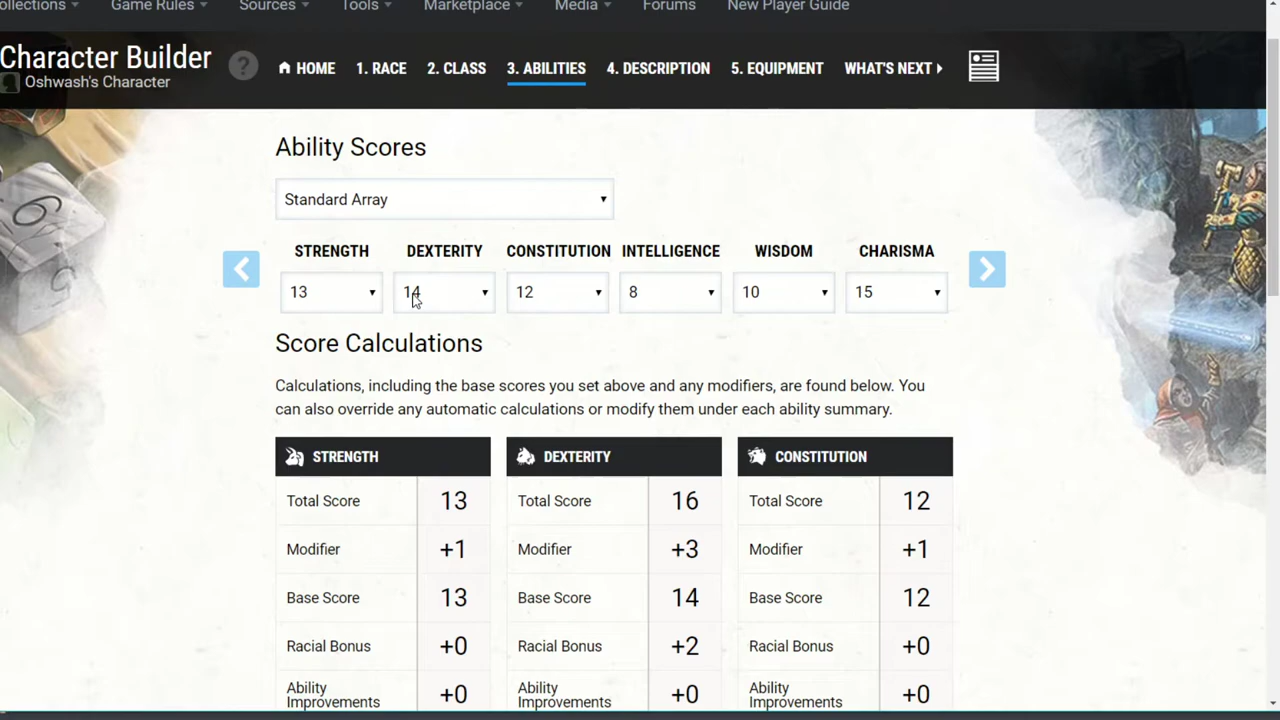 ollections Game Rules Sources Tools Marketplace Media Forums New Player Guide
Character Builder
Oshwash's Character
? HOME 1. RACE 2. CLASS 3. ABILITIES 4. DESCRIPTION 5. EQUIPMENT WHAT'S NEXT
Ability Scores
Standard Array
STRENGTH DEXTERITY CONSTITUTION INTELLIGENCE WISDOM CHARISMA
13 14 12 8 10 15
Score Calculations
Calculations, including the base scores you set above and any modifiers, are found below. You
can also override any automatic calculations or modify them under each ability summary.
STRENGTH DEXTERITY CONSTITUTION
Total Score 13 Total Score 16 Total Score 12
Modifier +1 Modifier +3 Modifier +1
Base Score 13 Base Score 14 Base Score 12
Racial Bonus +0 Racial Bonus +2 Racial Bonus +0
Ability Improvements +0 Ability Improvements +0 Ability Improvements +0